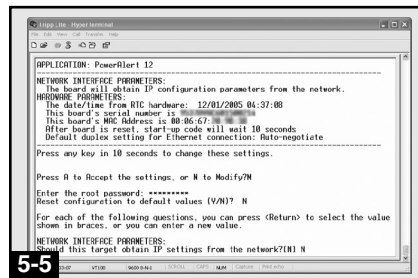 Tripp Lite - HyperTerminal
File Edit View Call Transfer Help
APPLICATION: PowerAlert 12
NETWORK INTERFACE PARAMETERS:
The board will obtain IP configuration parameters from the network.
HARDWARE PARAMETERS:
The date/time from RTC hardware: 12/01/2005 04:37:08
This board's serial number is
This board's MAC Address is 00:06:67:
After board is reset, start-up code will wait 10 seconds
Default duplex setting for Ethernet connection: Auto-negotiate
Press any key in 10 seconds to change these settings.
Press A to Accept the settings, or M to Modify?M
Enter the root password: *********
Reset configuration to default values (Y/N)? N
For each of the following questions, you can press <Return> to select the value
shown in braces, or you can enter a new value.
NETWORK INTERFACE PARAMETERS:
Should this target obtain IP settings from the network?[N] N
VT100 9600 8-N-1 SCROLL CAPS NUM Capture Print echo
5-5